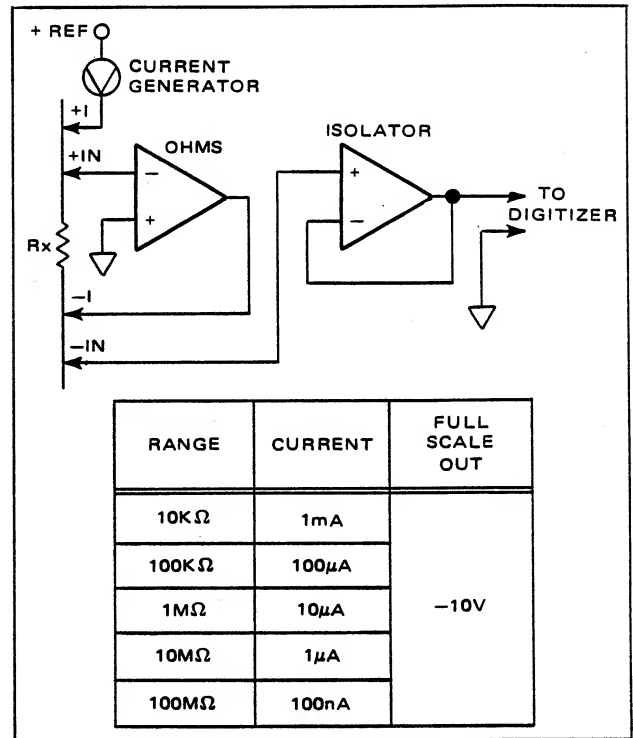 + REF
CURRENT
GENERATOR
+I
+IN
OHMS
−
+
Rx
−I
−IN
ISOLATOR
+
−
TO
DIGITIZER
RANGE CURRENT FULL SCALE OUT
10KΩ 1mA
100KΩ 100µA
1MΩ 10µA −10V
10MΩ 1µA
100MΩ 100nA